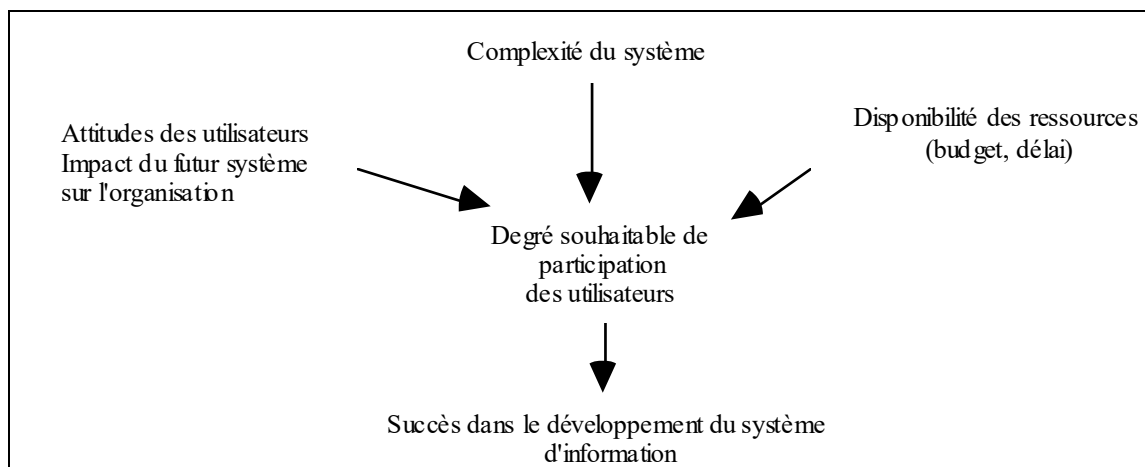 Complexité du système
Attitudes des utilisateurs
Impact du futur système
sur l'organisation
Disponibilité des ressources
(budget, délai)
Degré souhaitable de
participation
des utilisateurs
Succès dans le développement du système
d'information